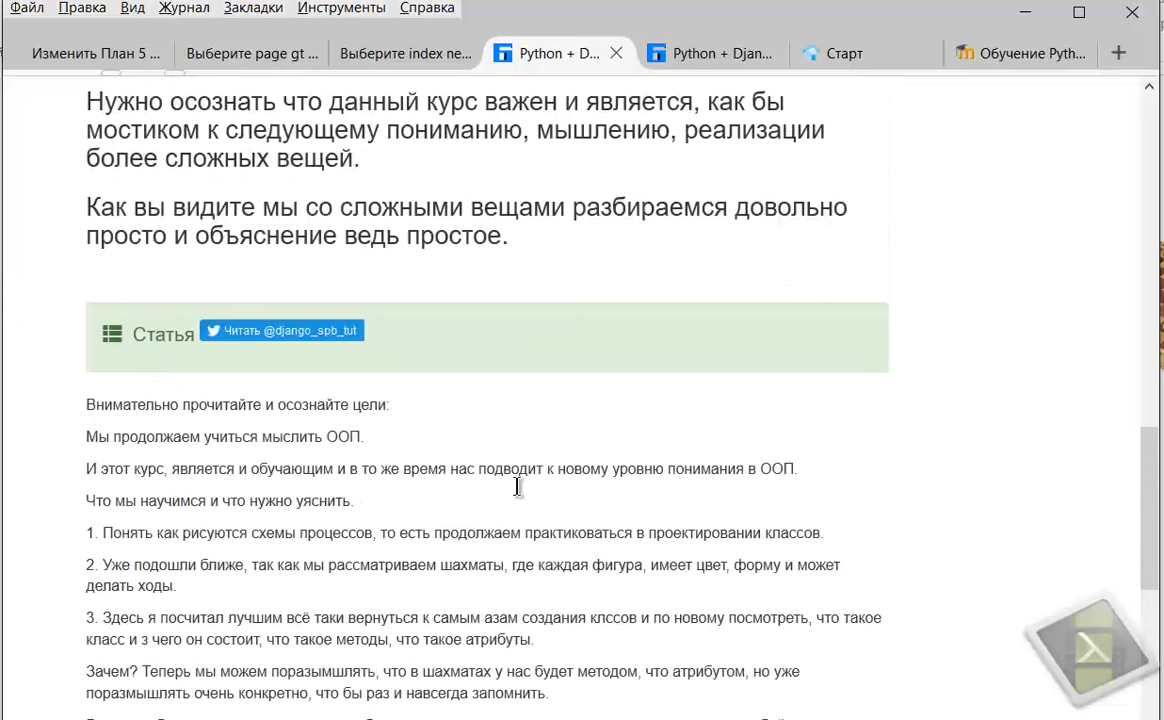 Файл Правка Вид Журнал Закладки Инструменты Справка
Изменить План 5 ... Выберите page gt ... Выберите index ne... Python + D... Python + Djan... Старт Обучение Pyth...
Нужно осознать что данный курс важен и является, как бы
мостиком к следующему пониманию, мышлению, реализации
более сложных вещей.
Как вы видите мы со сложными вещами разбираемся довольно
просто и объяснение ведь простое.
Статья Читать @django_spb_tut
Внимательно прочитайте и осознайте цели:
Мы продолжаем учиться мыслить ООП.
И этот курс, является и обучающим и в то же время нас подводит к новому уровню понимания в ООП.
Что мы научимся и что нужно уяснить.
1. Понять как рисуются схемы процессов, то есть продолжаем практиковаться в проектировании классов.
2. Уже подошли ближе, так как мы рассматриваем шахматы, где каждая фигура, имеет цвет, форму и может
делать ходы.
3. Здесь я посчитал лучшим всё таки вернуться к самым азам создания клссов и по новому посмотреть, что такое
класс и з чего он состоит, что такое методы, что такое атрибуты.
Зачем? Теперь мы можем поразымшлять, что в шахматах у нас будет методом, что атрибутом, но уже
поразмышлять очень конкретно, что бы раз и навсегда запомнить.